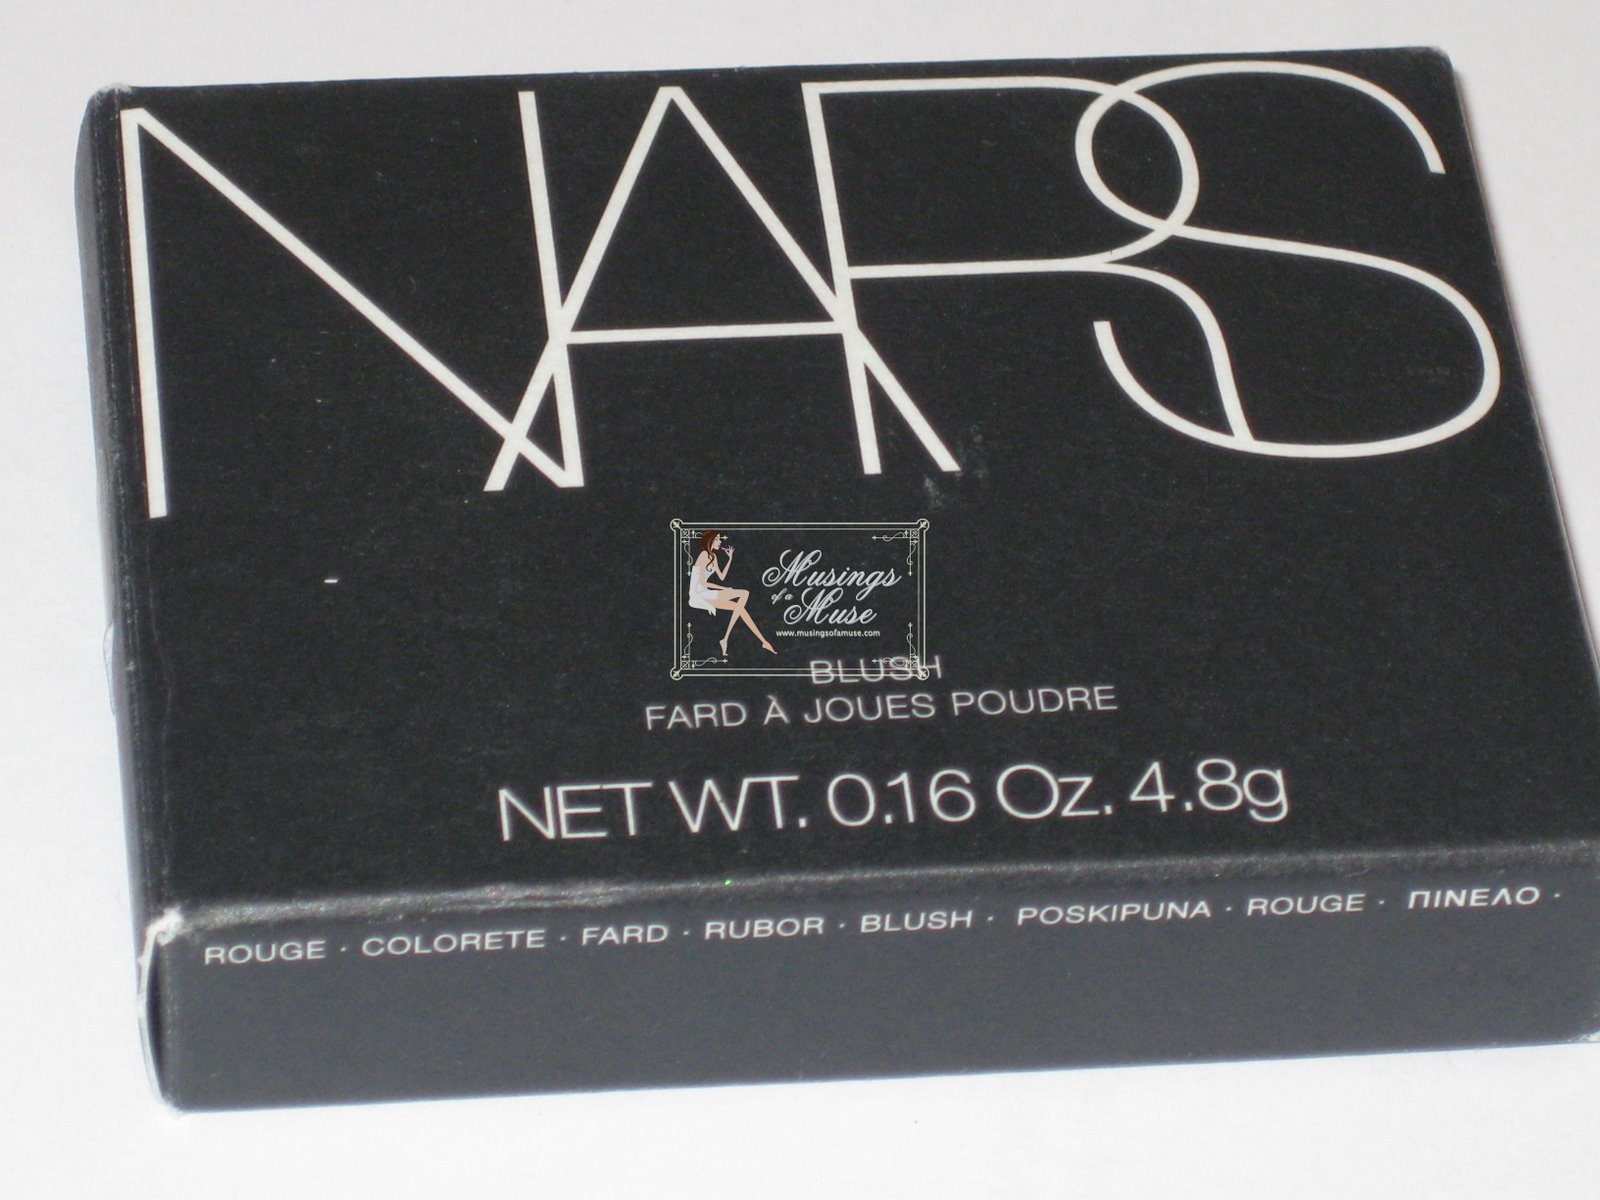 NARS
Musings
of a
Muse
www.musingsofamuse.com
BLUSH
FARD À JOUES POUDRE
NET WT. 0.16 Oz. 4.8g
ROUGE · COLORETE · FARD · RUBOR · BLUSH · POSKIPUNA · ROUGE · ΠΙΝΕΛΟ ·